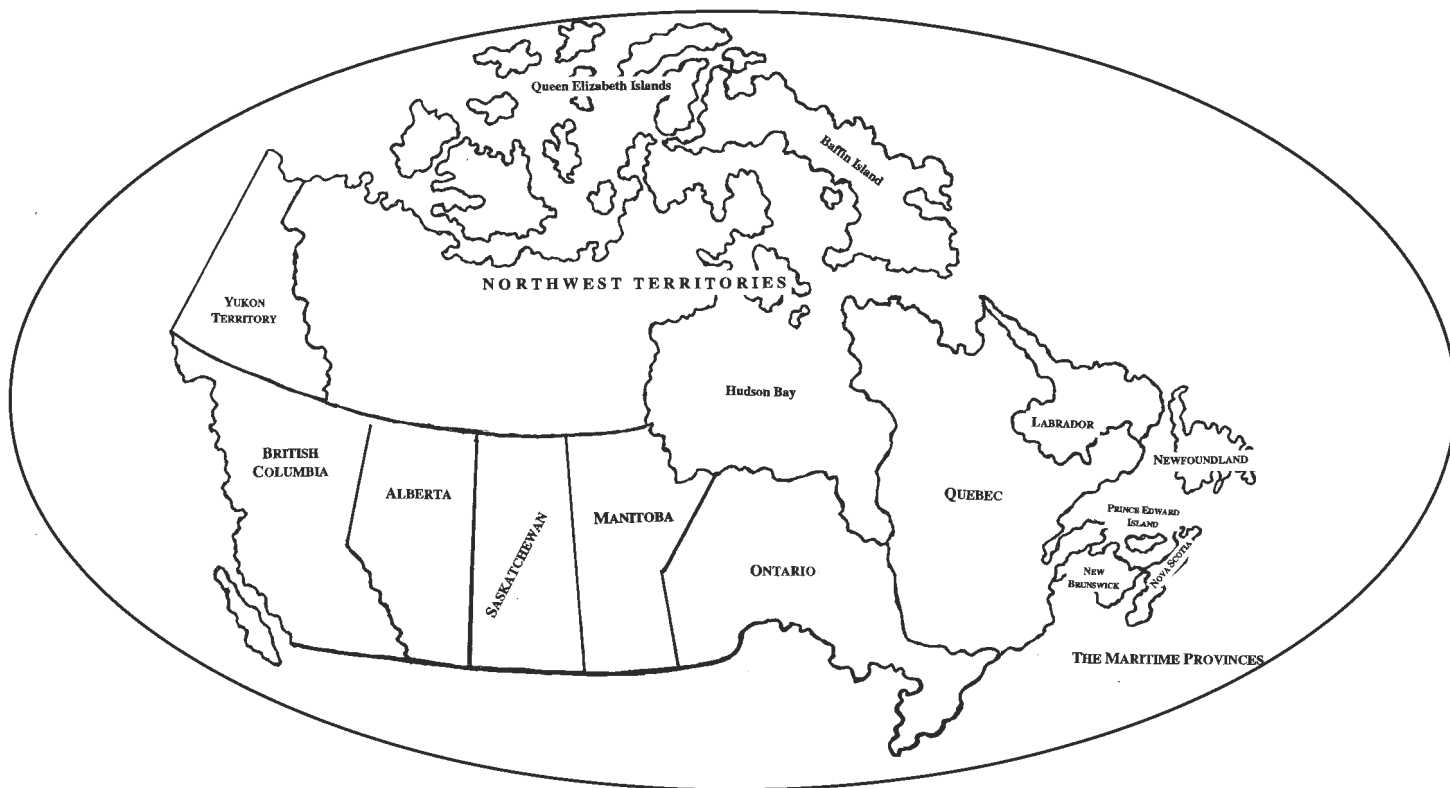 Queen Elizabeth Islands
Baffin Island
NORTHWEST TERRITORIES
YUKON
TERRITORY
Hudson Bay
LABRADOR
BRITISH
COLUMBIA
NEWFOUNDLAND
ALBERTA
QUEBEC
MANITOBA
PRINCE EDWARD
ISLAND
SASKATCHEWAN
ONTARIO
NEW
BRUNSWICK
NOVA SCOTIA
THE MARITIME PROVINCES